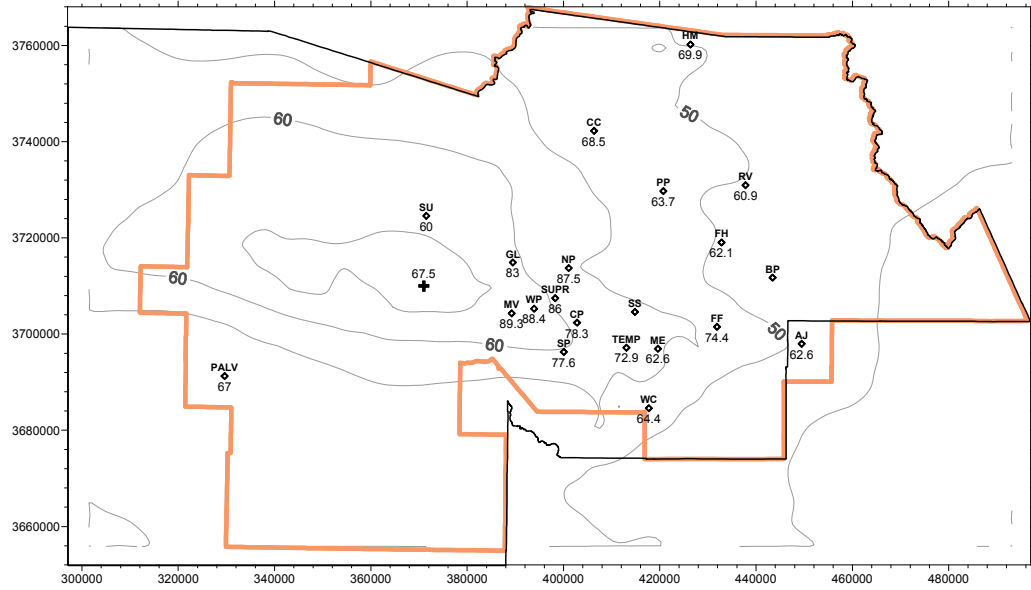 3760000
3740000
3720000
3700000
3680000
3660000
HM
69.9
50
60
CC
68.5
PP
63.7
RV
60.9
SU
60
FH
62.1
GL
83
NP
87.5
67.5
BP
60
SUPR
86
WP
88.4
MV
89.3
SS
CP
78.3
FF
74.4
50
AJ
62.6
60
SP
77.6
TEMP
72.9
ME
62.6
PALV
67
WC
64.4
300000 320000 340000 360000 380000 400000 420000 440000 460000 480000